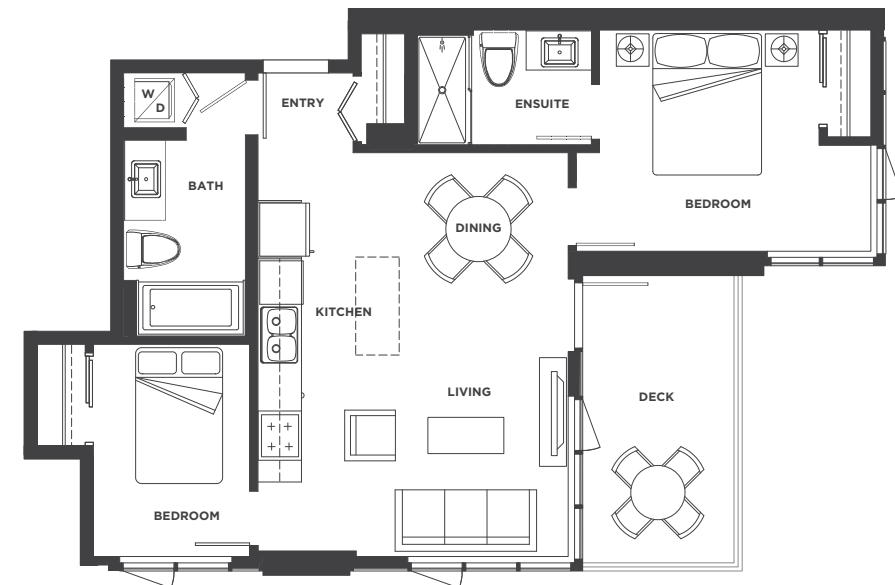 W
D
ENTRY
ENSUITE
BATH
BEDROOM
DINING
KITCHEN
LIVING
DECK
BEDROOM